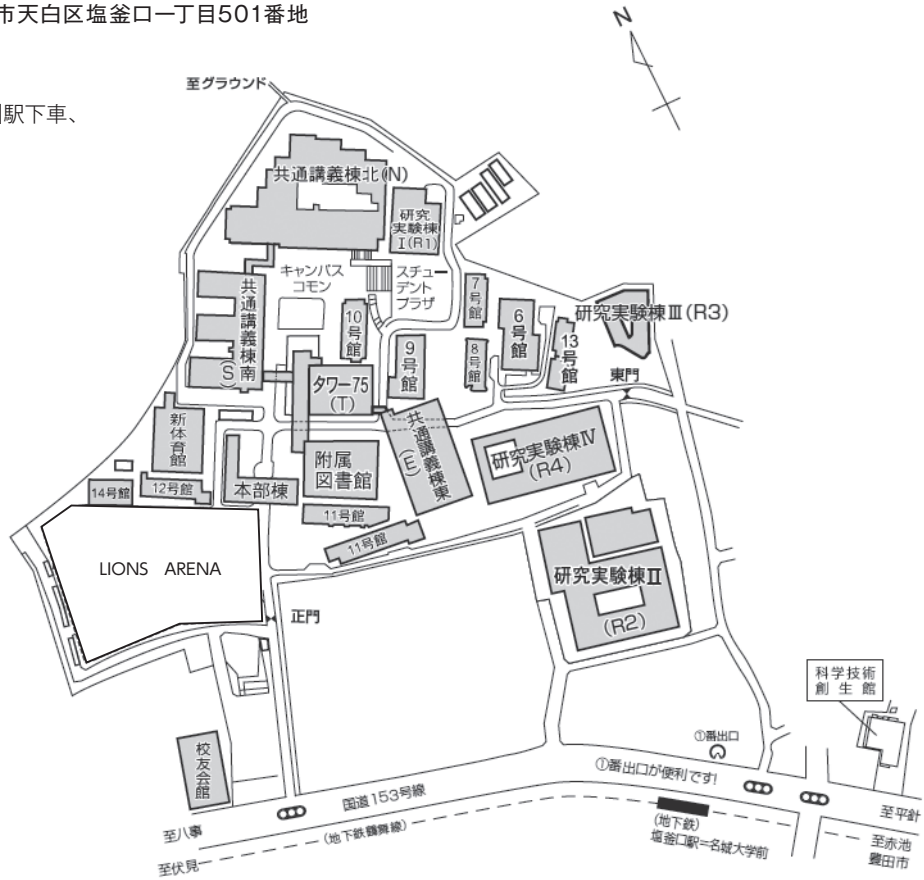 市天白区塩釜口一丁目501番地
N
至グラウンド
駅下車、
共通講義棟北(N)
研究
実験棟
I(R1)
キャンパス
コモン
スチュー
デント
プラザ
共通講義棟南
(S)
10号館
7号館
6号館
研究実験棟Ⅲ(R3)
9号館
8号館
13号館
東門
タワー75
(T)
新体育館
共通講義棟東
(E)
研究実験棟Ⅳ
(R4)
附属
図書館
14号館
12号館
本部棟
11号館
11号館
LIONS ARENA
研究実験棟Ⅱ
(R2)
正門
科学技術
創生館
①番出口
校友会館
①番出口が便利です!
国道153号線
至平針
至八事
(地下鉄鶴舞線)
(地下鉄)
塩釜口駅=名城大学前
至伏見
至赤池
豊田市